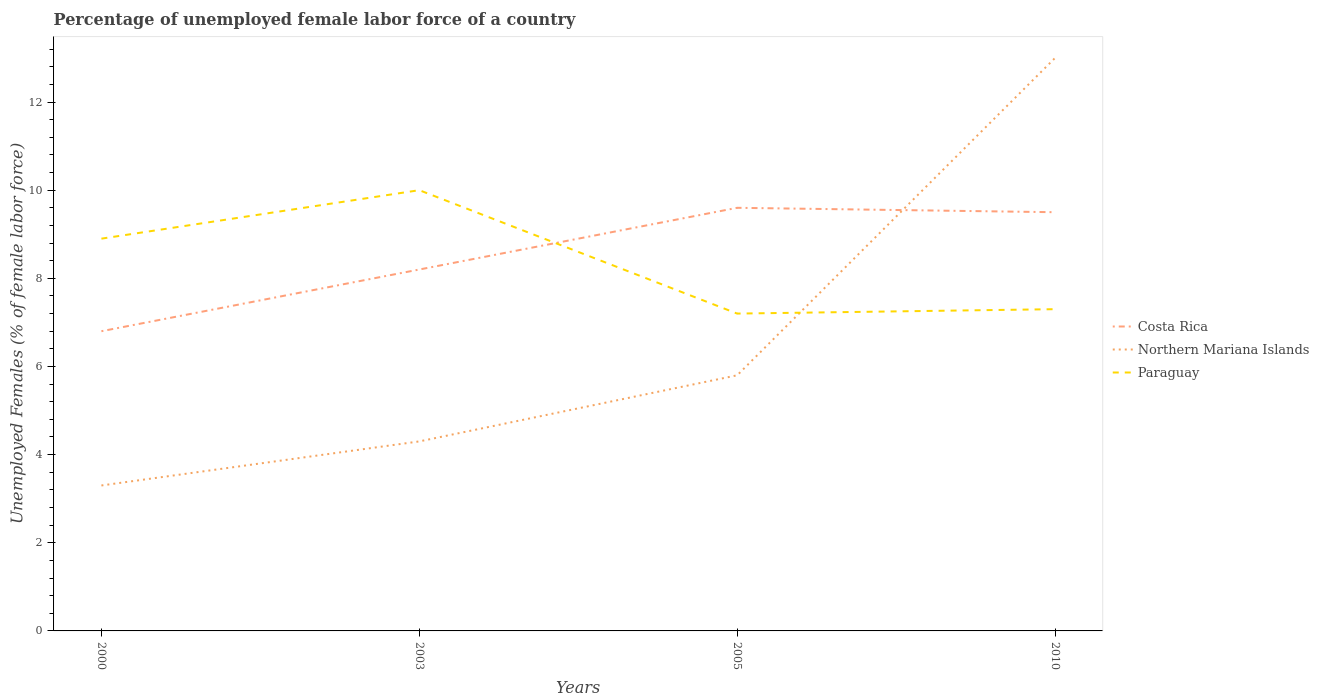 Percentage of unemployed female labor force of a country
Unemployed Females (% of female labor force)
12
10
8
6
4
2
0
2000
2003
2005
2010
Years
Costa Rica
Northern Mariana Islands
Paraguay